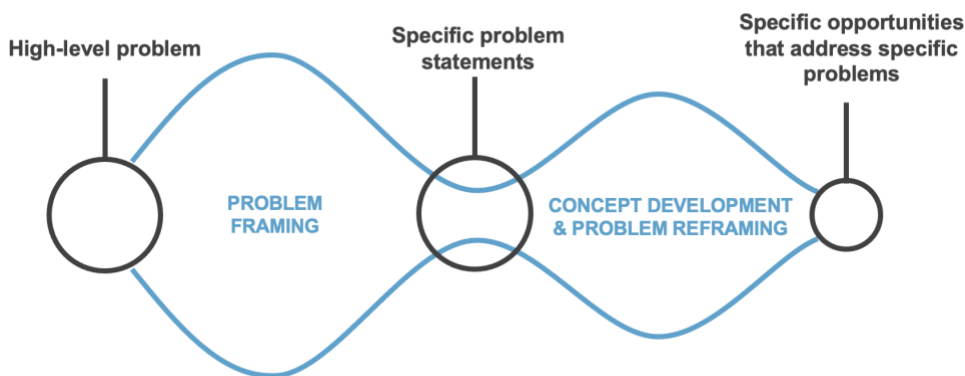 High-level problem
Specific problem
statements
Specific opportunities
that address specific
problems
PROBLEM
FRAMING
CONCEPT DEVELOPMENT
& PROBLEM REFRAMING